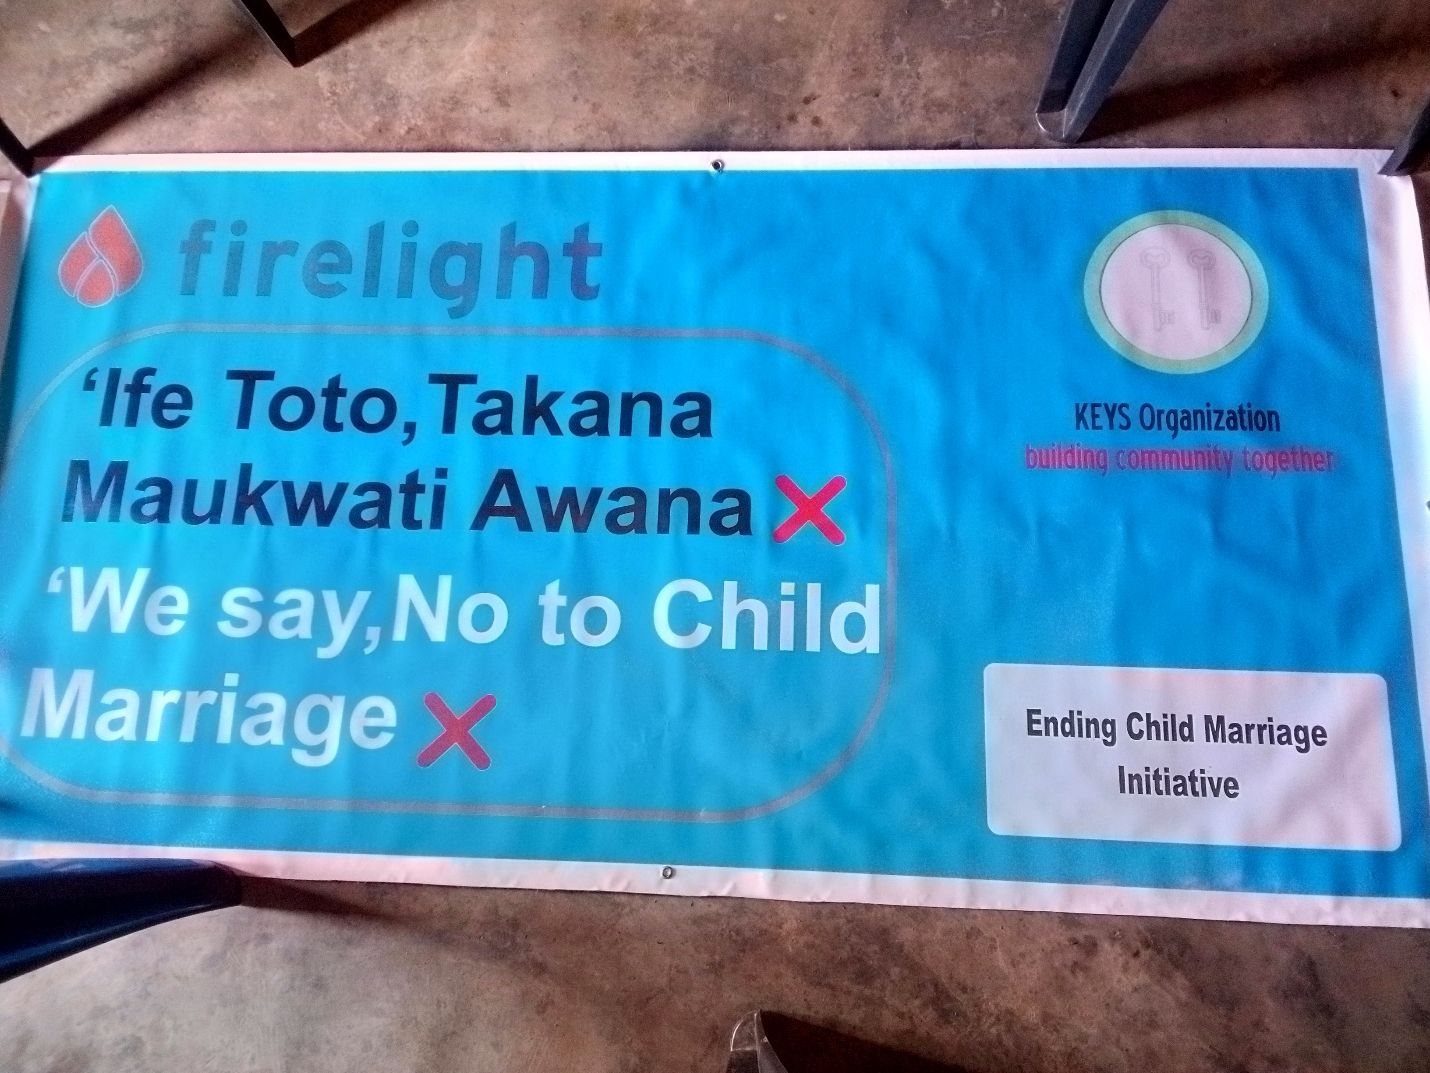 firelight
'Ife Toto,Takana
Maukwati Awana
'We say,No to Child
Marriage
KEYS Organization
building community together
Ending Child Marriage
Initiative